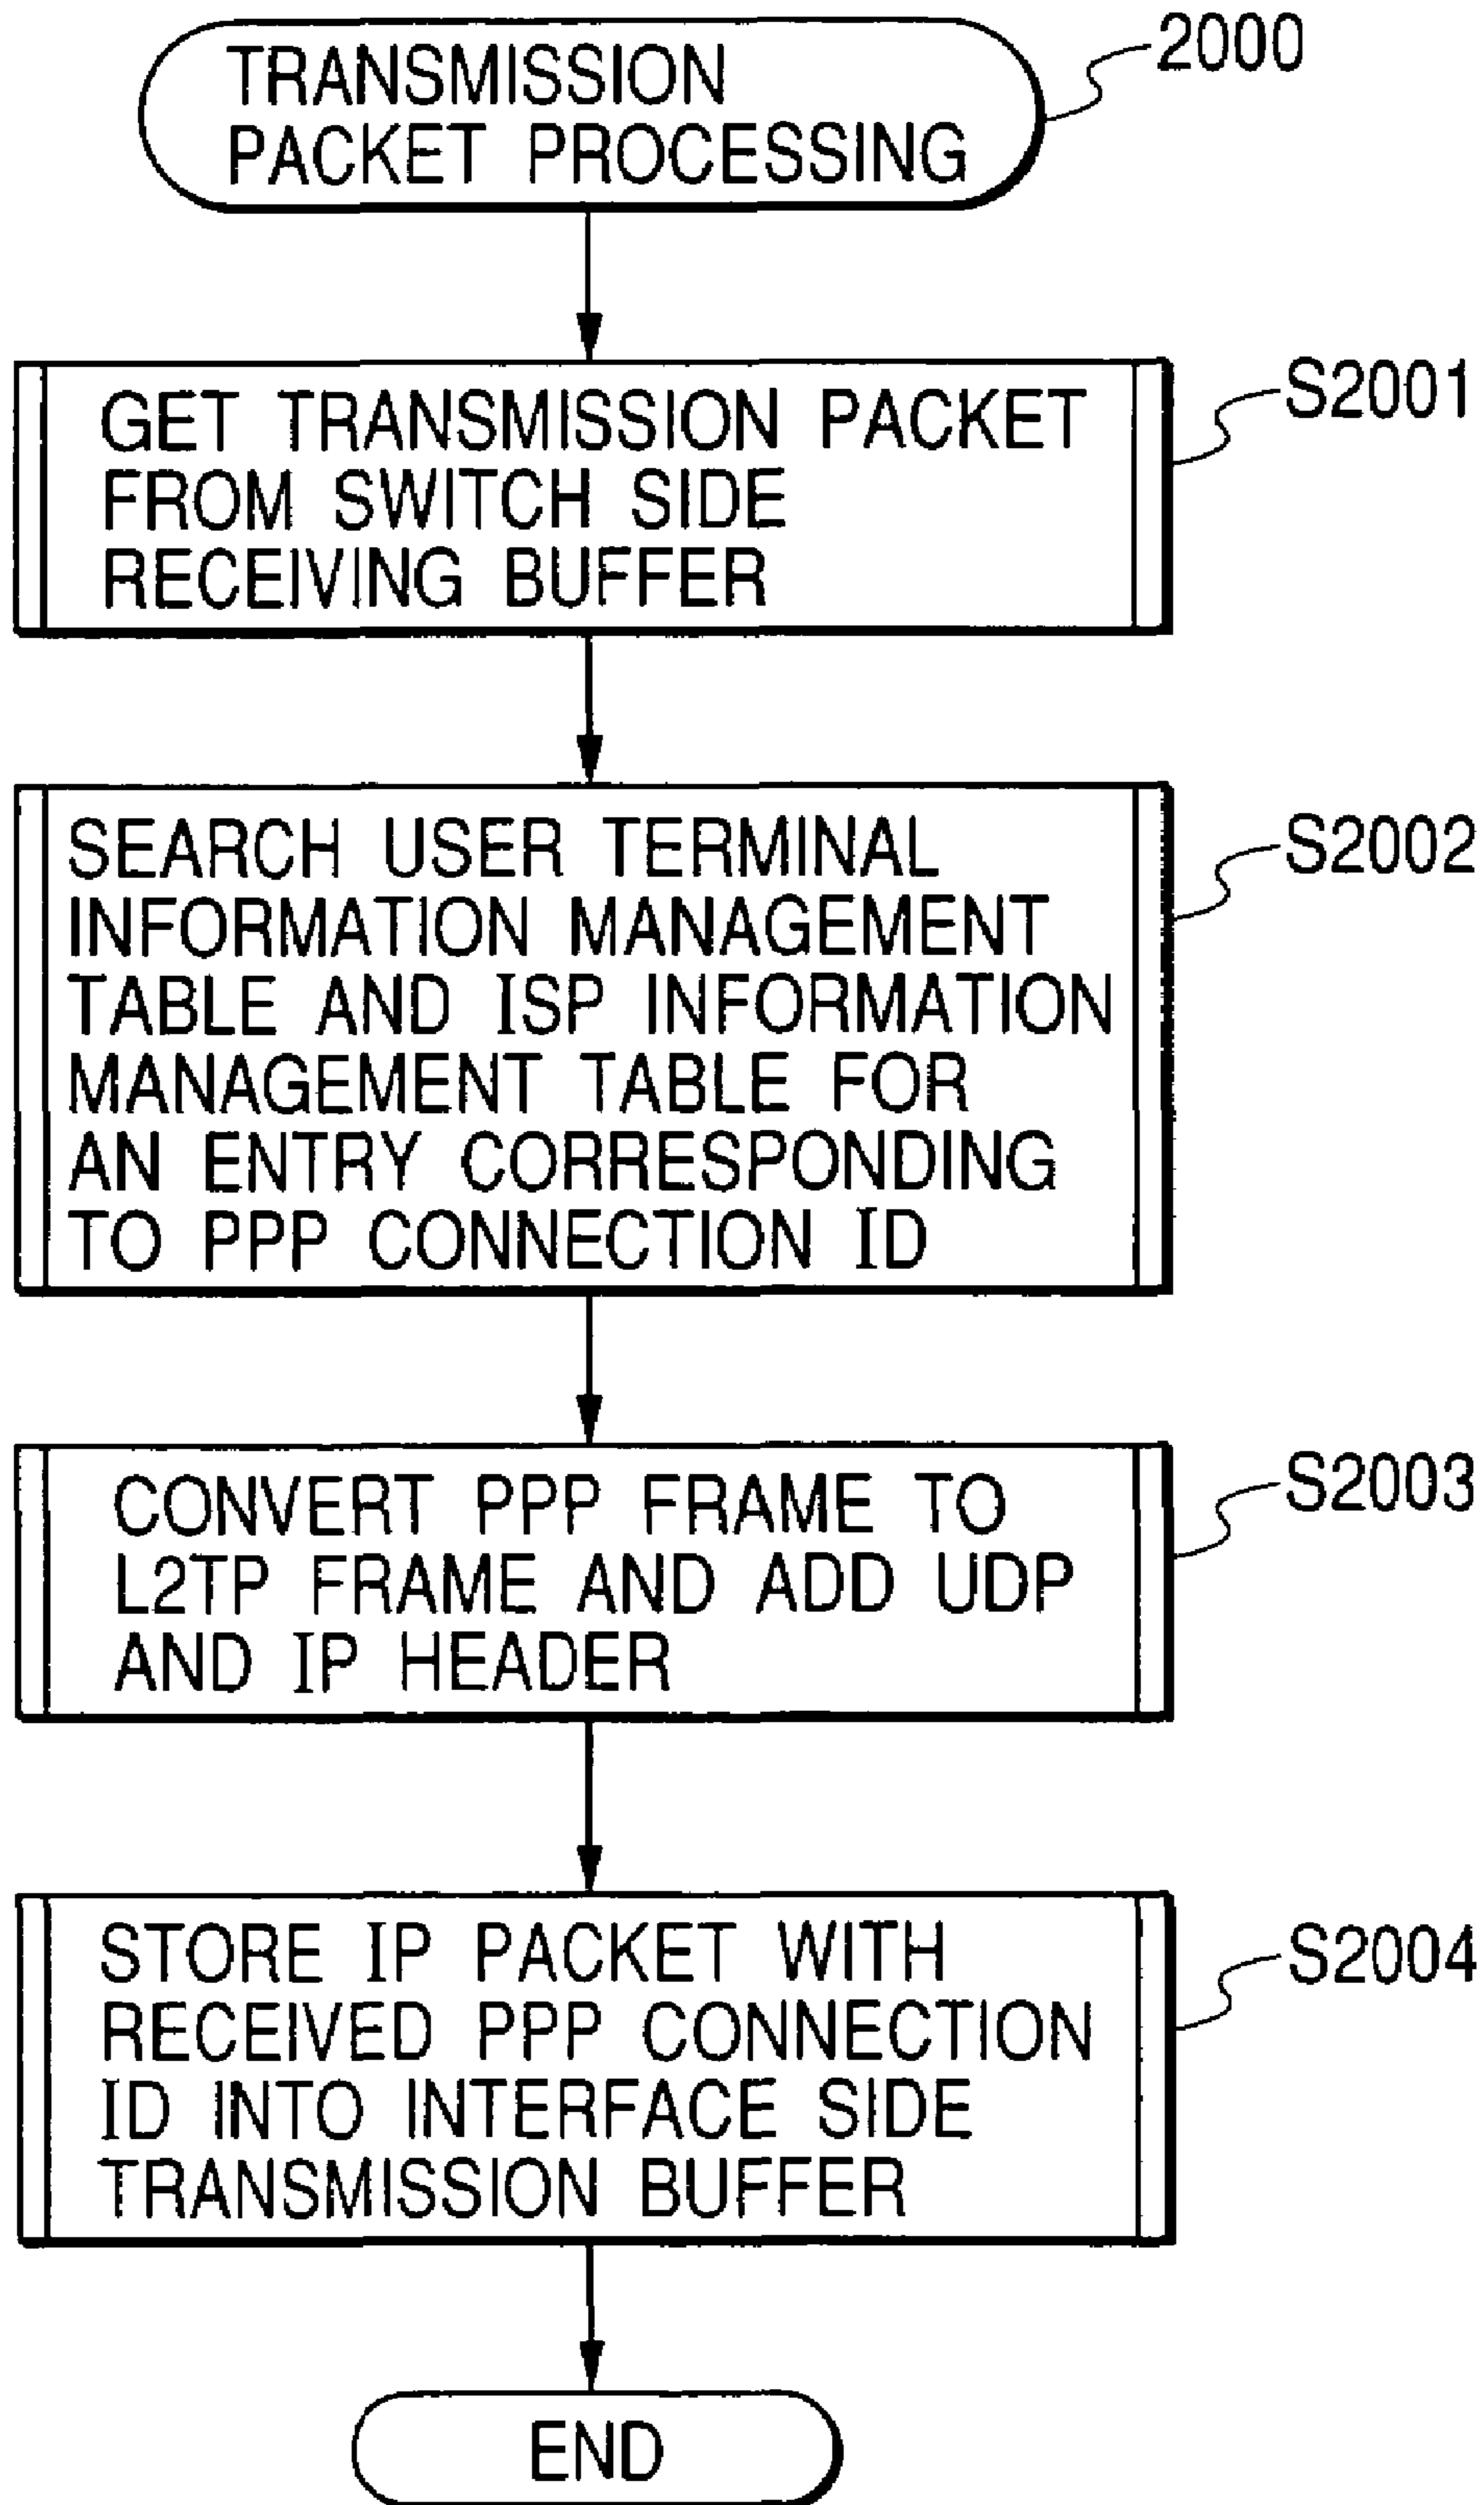 TRANSMISSION
PACKET PROCESSING
2000
GET TRANSMISSION PACKET
FROM SWITCH SIDE
RECEIVING BUFFER
S2001
SEARCH USER TERMINAL
INFORMATION MANAGEMENT
TABLE AND ISP INFORMATION
MANAGEMENT TABLE FOR
AN ENTRY CORRESPONDING
TO PPP CONNECTION ID
S2002
CONVERT PPP FRAME TO
L2TP FRAME AND ADD UDP
AND IP HEADER
S2003
STORE IP PACKET WITH
RECEIVED PPP CONNECTION
ID INTO INTERFACE SIDE
TRANSMISSION BUFFER
S2004
END